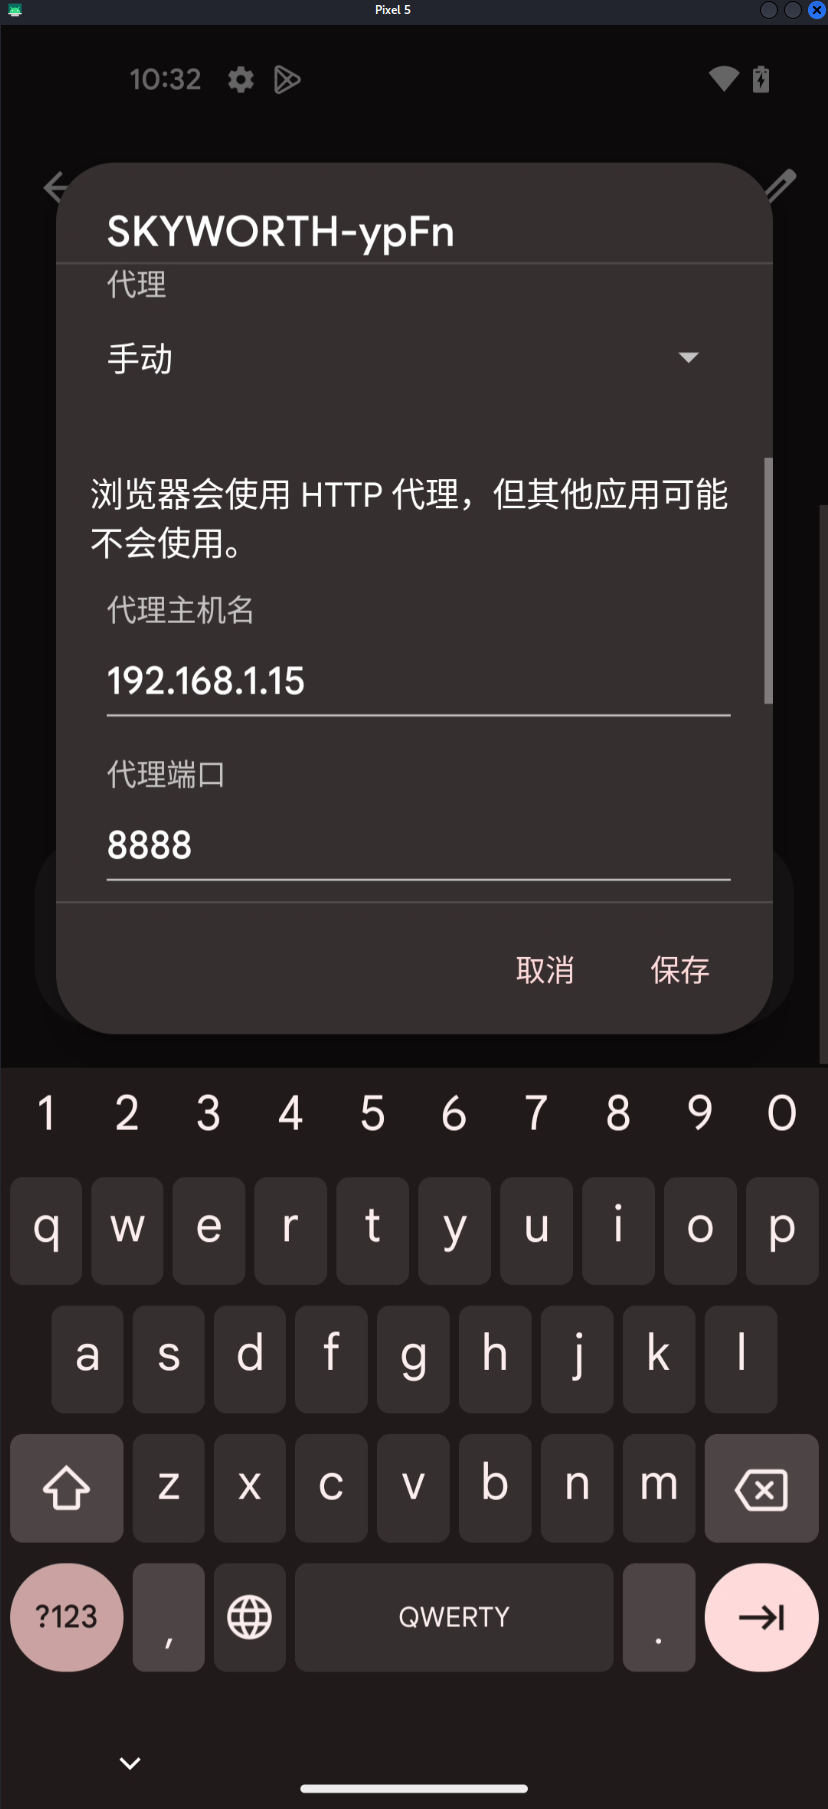 Pixel 5
10:32
SKYWORTH-ypFn
代理
手动
浏览器会使用 HTTP 代理，但其他应用可能
不会使用。
代理主机名
192.168.1.15
代理端口
8888
取消 保存
1 2 3 4 5 6 7 8 9 0
q w e r t y u i o p
a s d f g h j k l
z x c v b n m
?123 , QWERTY .